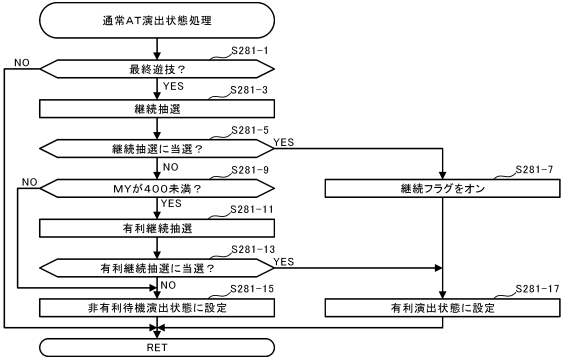 通常AT演出状態処理
S281-1
NO
最終遊技？
YES
S281-3
継続抽選
S281-5
継続抽選に当選？
YES
NO
S281-7
継続フラグをオン
S281-9
NO
MYが400未満？
YES
S281-11
有利継続抽選
S281-13
有利継続抽選に当選？
YES
NO
S281-15
非有利待機演出状態に設定
S281-17
有利演出状態に設定
RET